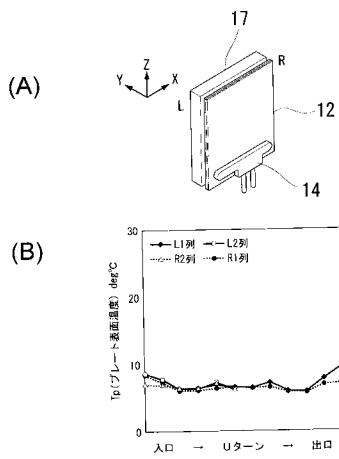 (A)
17
R
Z
Y
X
L
12
14
(B)
30
L1列 L2列
R2列 R1列
20
10
0
Tp(プレート表面温度) deg℃
入口 → Uターン → 出口